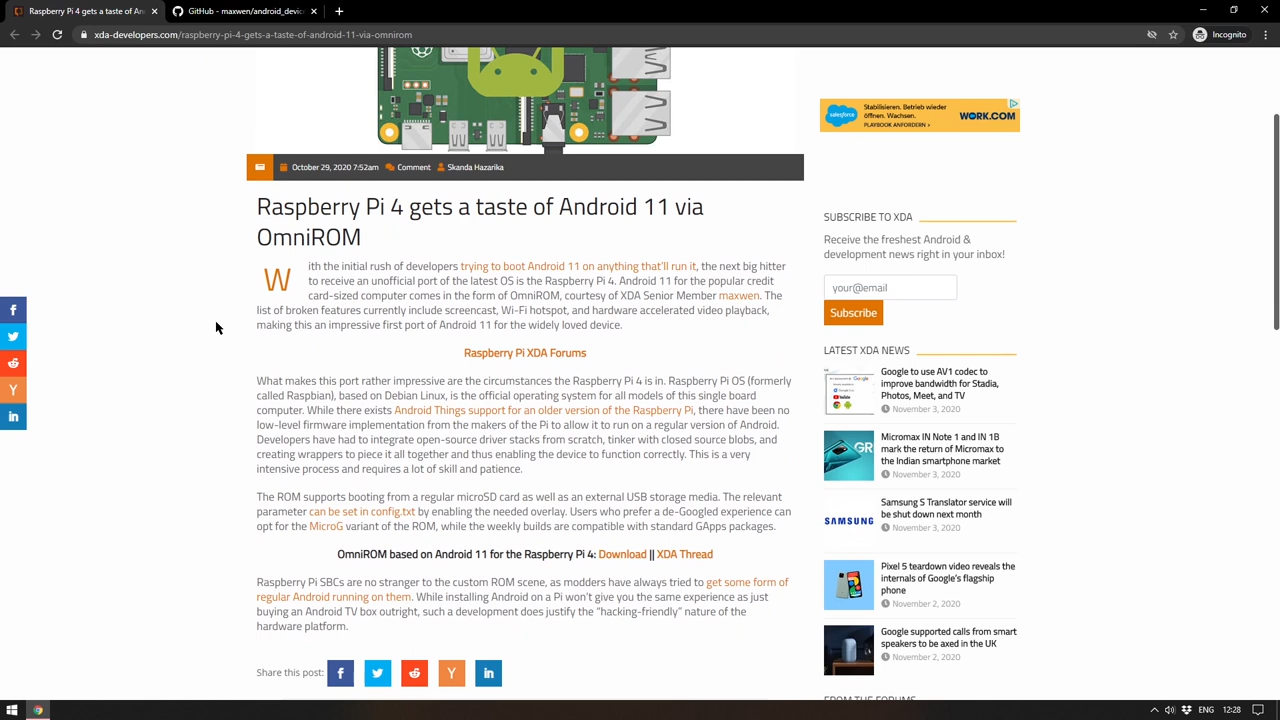 Raspberry Pi 4 gets a taste of An
GitHub - maxwen/android_device
Incognito
xda-developers.com/raspberry-pi-4-gets-a-taste-of-android-11-via-omnirom
Stabilisieren. Betrieb wieder
öffnen. Wachsen.
PLAYBOOK ANFORDERN >
salesforce
WORK.COM
October 29, 2020 7:52am
Comment
Skanda Hazarika
Raspberry Pi 4 gets a taste of Android 11 via
OmniROM
With the initial rush of developers trying to boot Android 11 on anything that'll run it, the next big hitter
to receive an unofficial port of the latest OS is the Raspberry Pi 4. Android 11 for the popular credit
card-sized computer comes in the form of OmniROM, courtesy of XDA Senior Member maxwen. The
list of broken features currently include screencast, Wi-Fi hotspot, and hardware accelerated video playback,
making this an impressive first port of Android 11 for the widely loved device.
Raspberry Pi XDA Forums
What makes this port rather impressive are the circumstances the Raspberry Pi 4 is in. Raspberry Pi OS (formerly
called Raspbian), based on Debian Linux, is the official operating system for all models of this single board
computer. While there exists Android Things support for an older version of the Raspberry Pi, there have been no
low-level firmware implementation from the makers of the Pi to allow it to run on a regular version of Android.
Developers have had to integrate open-source driver stacks from scratch, tinker with closed source blobs, and
creating wrappers to piece it all together and thus enabling the device to function correctly. This is a very
intensive process and requires a lot of skill and patience.
The ROM supports booting from a regular microSD card as well as an external USB storage media. The relevant
parameter can be set in config.txt by enabling the needed overlay. Users who prefer a de-Googled experience can
opt for the MicroG variant of the ROM, while the weekly builds are compatible with standard GApps packages.
OmniROM based on Android 11 for the Raspberry Pi 4: Download || XDA Thread
Raspberry Pi SBCs are no stranger to the custom ROM scene, as modders have always tried to get some form of
regular Android running on them. While installing Android on a Pi won't give you the same experience as just
buying an Android TV box outright, such a development does justify the "hacking-friendly" nature of the
hardware platform.
Share this post:
SUBSCRIBE TO XDA
Receive the freshest Android &
development news right in your inbox!
your@email
Subscribe
LATEST XDA NEWS
Google to use AV1 codec to
improve bandwidth for Stadia,
Photos, Meet, and TV
November 3, 2020
Micromax IN Note 1 and IN 1B
mark the return of Micromax to
the Indian smartphone market
November 3, 2020
SAMSUNG
Samsung S Translator service will
be shut down next month
November 3, 2020
Pixel 5 teardown video reveals the
internals of Google's flagship
phone
November 2, 2020
Google supported calls from smart
speakers to be axed in the UK
November 2, 2020
FROM THE FORUMS
ENG
12:28